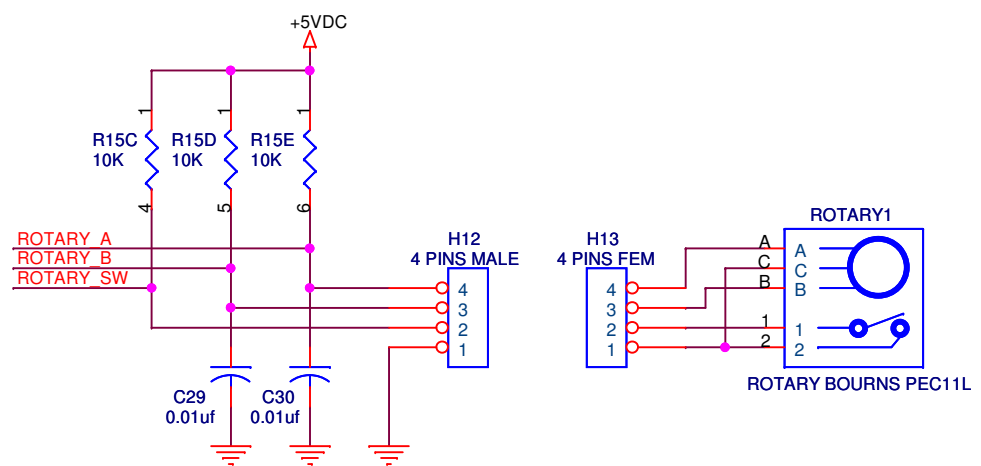 +5VDC
1 1 1
R15C R15D R15E
10K 10K 10K
4 5 6
ROTARY_A
ROTARY_B
ROTARY_SW
H12
4 PINS MALE
4
3
2
1
C29 C30
0.01uf 0.01uf
H13
4 PINS FEM
4
3
2
1
ROTARY1
A A
C C
B B
1 1
2 2
ROTARY BOURNS PEC11L